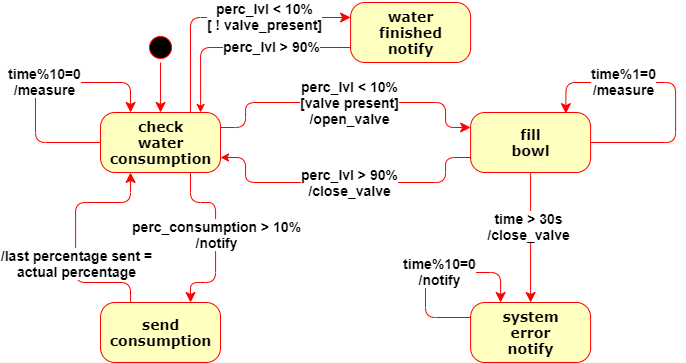 perc_lvl < 10%
[ ! valve_present]
water
finished
notify
perc_lvl > 90%
time%10=0
/measure
perc_lvl < 10%
[valve present]
/open_valve
time%1=0
/measure
check
water
consumption
fill
bowl
perc_lvl > 90%
/close_valve
perc_consumption > 10%
/notify
time > 30s
/close_valve
/last percentage sent =
actual percentage
time%10=0
/notify
send
consumption
system
error
notify